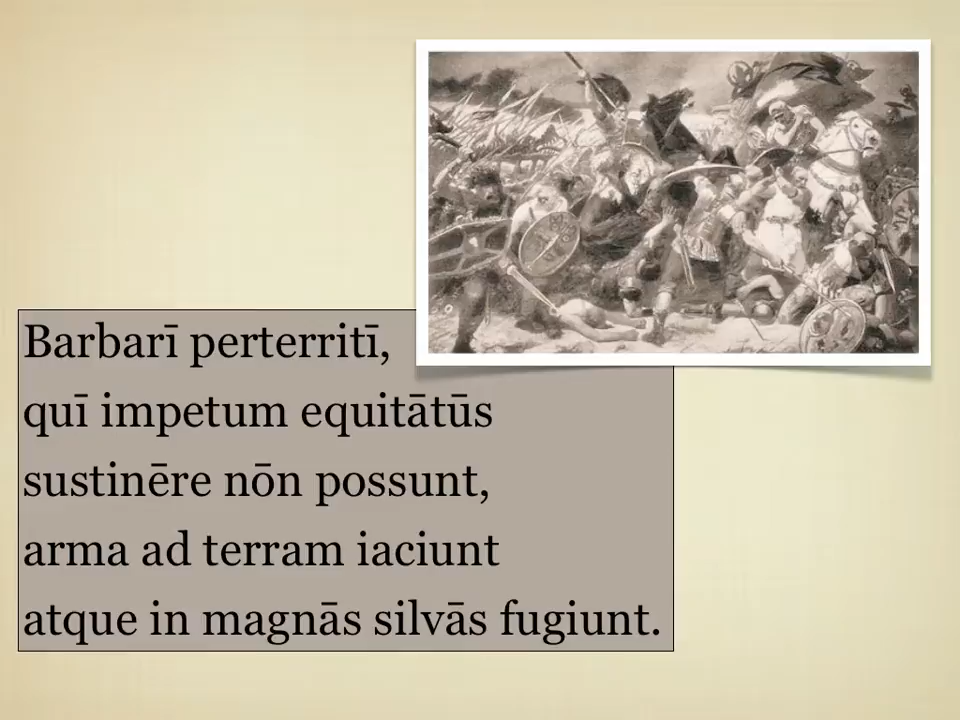 Barbarī perterritī,
quī impetum equitātūs
sustinēre nōn possunt,
arma ad terram iaciunt
atque in magnās silvās fugiunt.